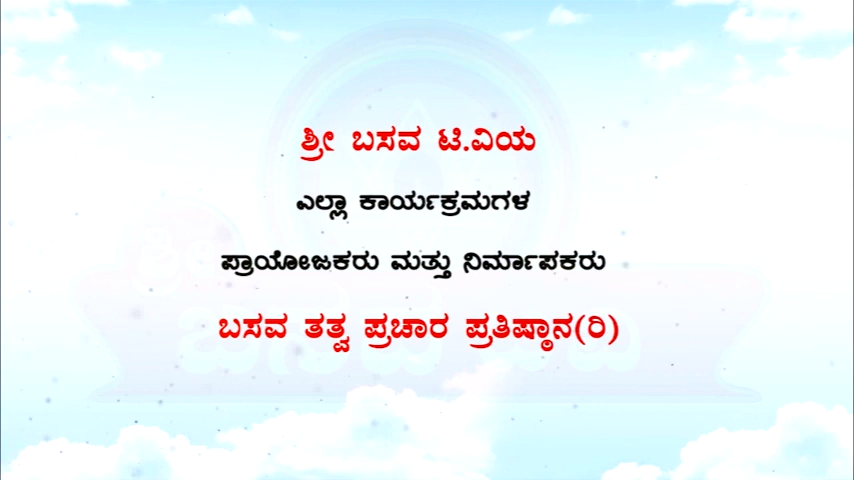 ಶ್ರೀ ಬಸವ ಟಿ.ವಿಯ
ಎಲ್ಲಾ ಕಾರ್ಯಕ್ರಮಗಳ
ಪ್ರಾಯೋಜಕರು ಮತ್ತು ನಿರ್ಮಾಪಕರು
ಬಸವ ತತ್ವ ಪ್ರಚಾರ ಪ್ರತಿಷ್ಠಾನ(ರಿ)